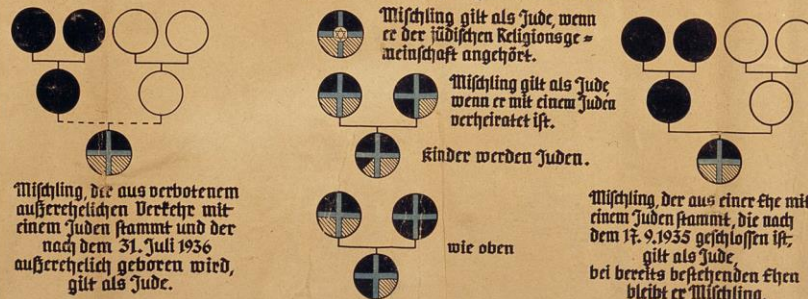 Mischling, der aus verbotenem
außerehelichen Verkehr mit
einem Juden stammt und der
nach dem 31. Juli 1936
außerehelich geboren wird,
gilt als Jude.
Mischling gilt als Jude, wenn
er der jüdischen Religionsge=
meinschaft angehört.
Mischling gilt als Jude,
wenn er mit einem Juden
verheiratet ist.
Kinder werden Juden.
wie oben
Mischling, der aus einer Ehe mit
einem Juden stammt, die nach
dem 17.9.1935 geschlossen ist,
gilt als Jude,
bei bereits bestehenden Ehen
bleibt er Mischling